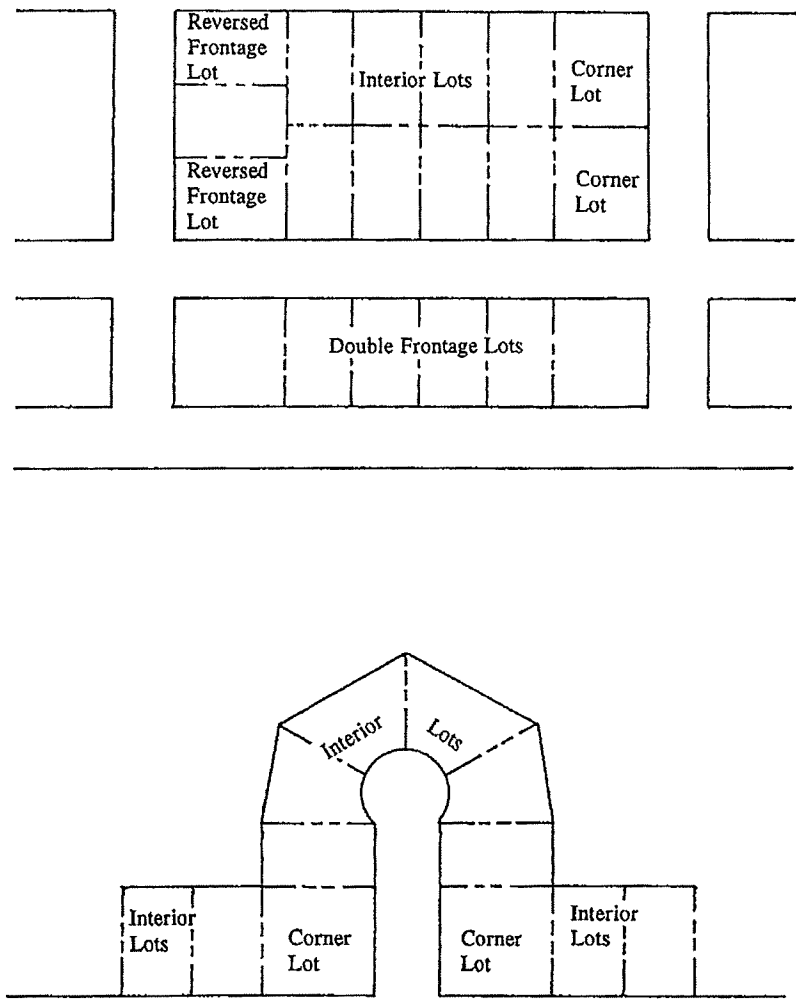 Reversed
Frontage
Lot
Interior Lots
Corner
Lot
Reversed
Frontage
Lot
Corner
Lot
Double Frontage Lots
Interior
Lots
Interior
Lots
Corner
Lot
Corner
Lot
Interior
Lots